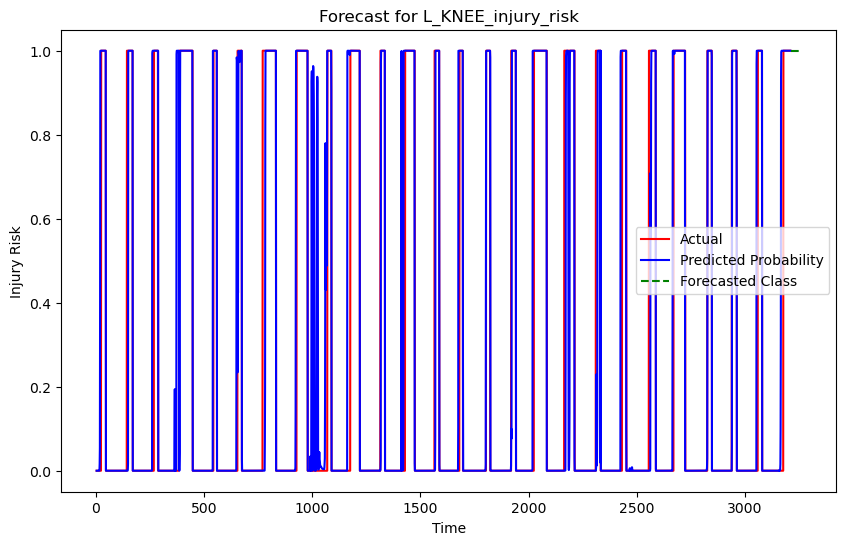 Forecast for L_KNEE_injury_risk
Injury Risk
1.0
0.8
0.6
0.4
0.2
0.0
Actual
Predicted Probability
Forecasted Class
0 500 1000 1500 2000 2500 3000
Time